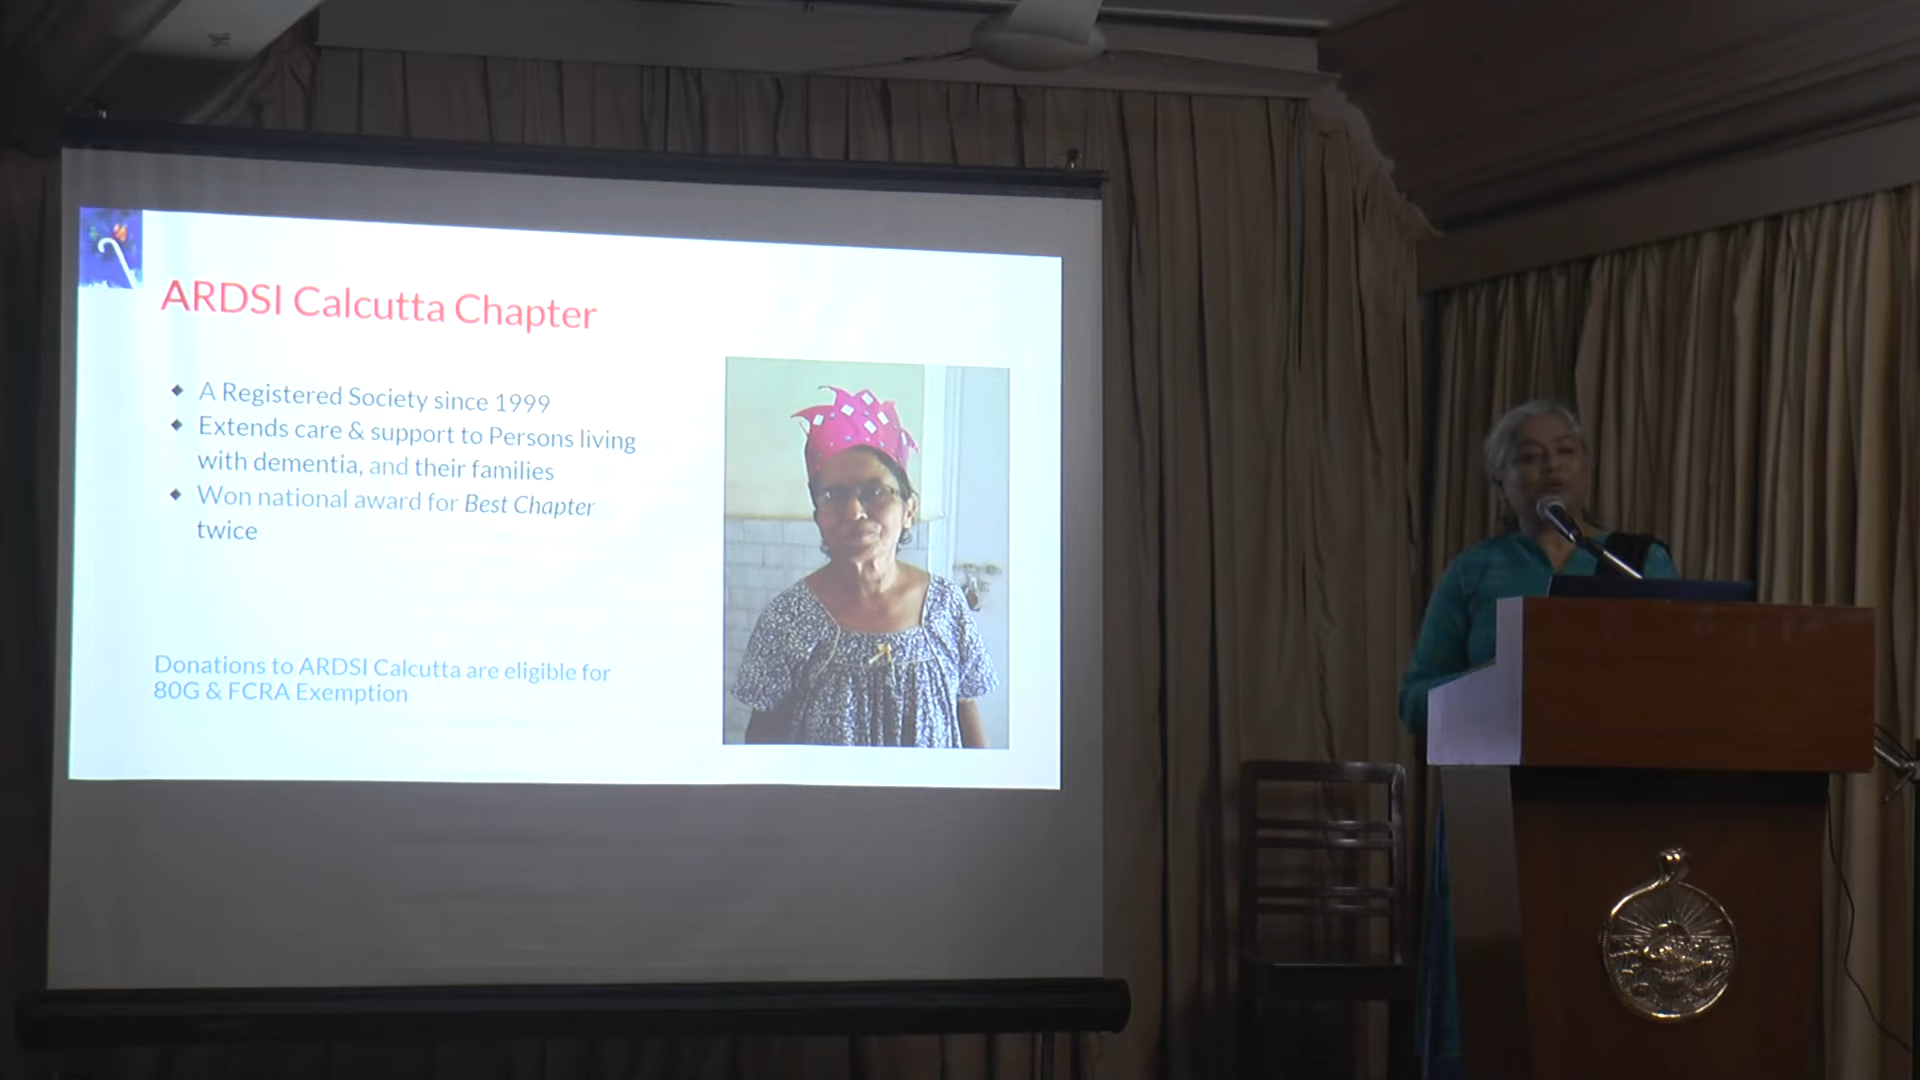 ARDSI Calcutta Chapter
A Registered Society since 1999
Extends care & support to Persons living
with dementia, and their families
Won national award for Best Chapter
twice
Donations to ARDSI Calcutta are eligible for
80G & FCRA Exemption